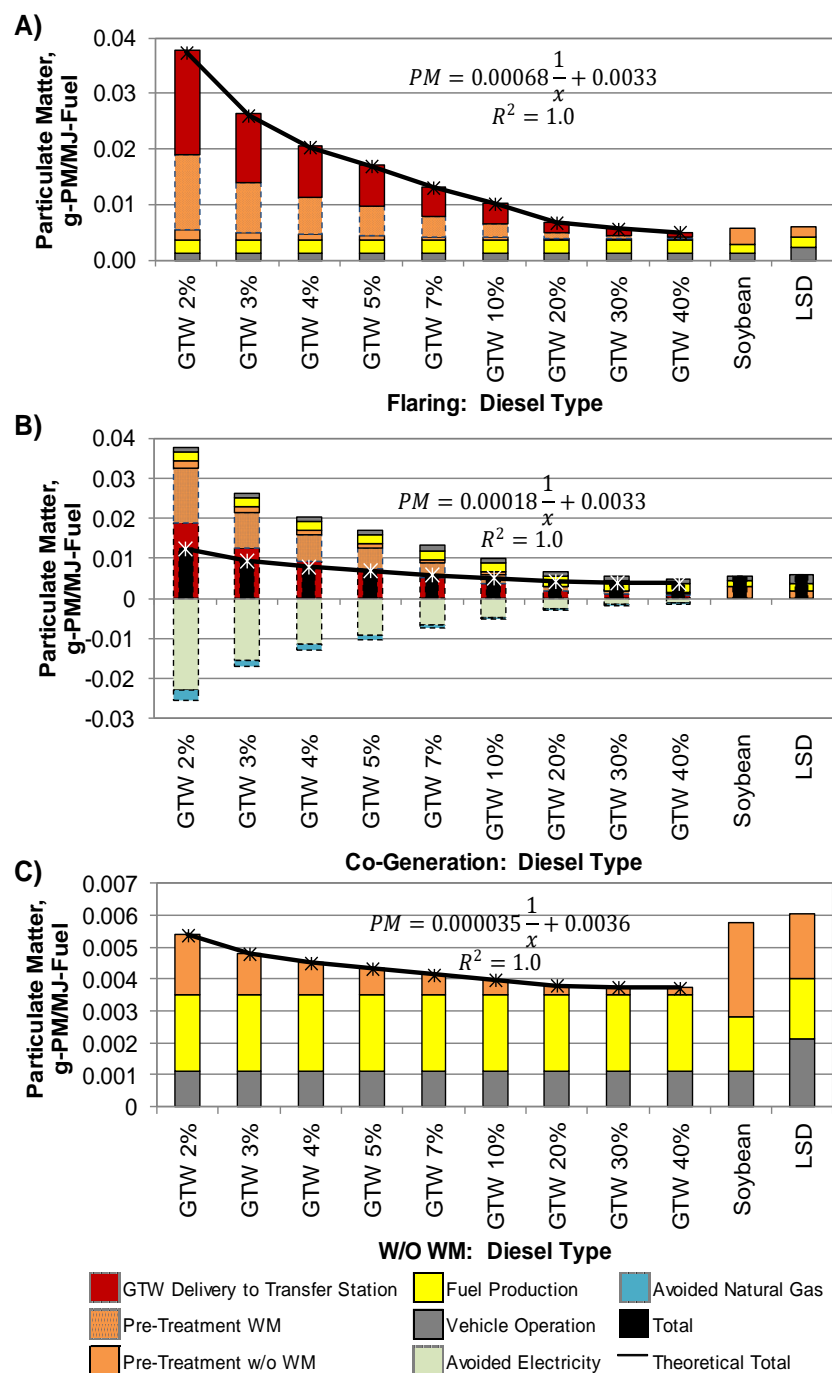 A)
Particulate Matter,
g-PM/MJ-Fuel
0.04
0.03
0.02
0.01
0.00
PM = 0.00068 1/x + 0.0033
R² = 1.0
GTW 2%
GTW 3%
GTW 4%
GTW 5%
GTW 7%
GTW 10%
GTW 20%
GTW 30%
GTW 40%
Soybean
LSD
Flaring: Diesel Type
B)
Particulate Matter,
g-PM/MJ-Fuel
0.04
0.03
0.02
0.01
0
-0.01
-0.02
-0.03
PM = 0.00018 1/x + 0.0033
R² = 1.0
GTW 2%
GTW 3%
GTW 4%
GTW 5%
GTW 7%
GTW 10%
GTW 20%
GTW 30%
GTW 40%
Soybean
LSD
Co-Generation: Diesel Type
C)
Particulate Matter,
g-PM/MJ-Fuel
0.007
0.006
0.005
0.004
0.003
0.002
0.001
0
PM = 0.000035 1/x + 0.0036
R² = 1.0
GTW 2%
GTW 3%
GTW 4%
GTW 5%
GTW 7%
GTW 10%
GTW 20%
GTW 30%
GTW 40%
Soybean
LSD
W/O WM: Diesel Type
GTW Delivery to Transfer Station
Fuel Production
Avoided Natural Gas
Pre-Treatment WM
Vehicle Operation
Total
Pre-Treatment w/o WM
Avoided Electricity
Theoretical Total